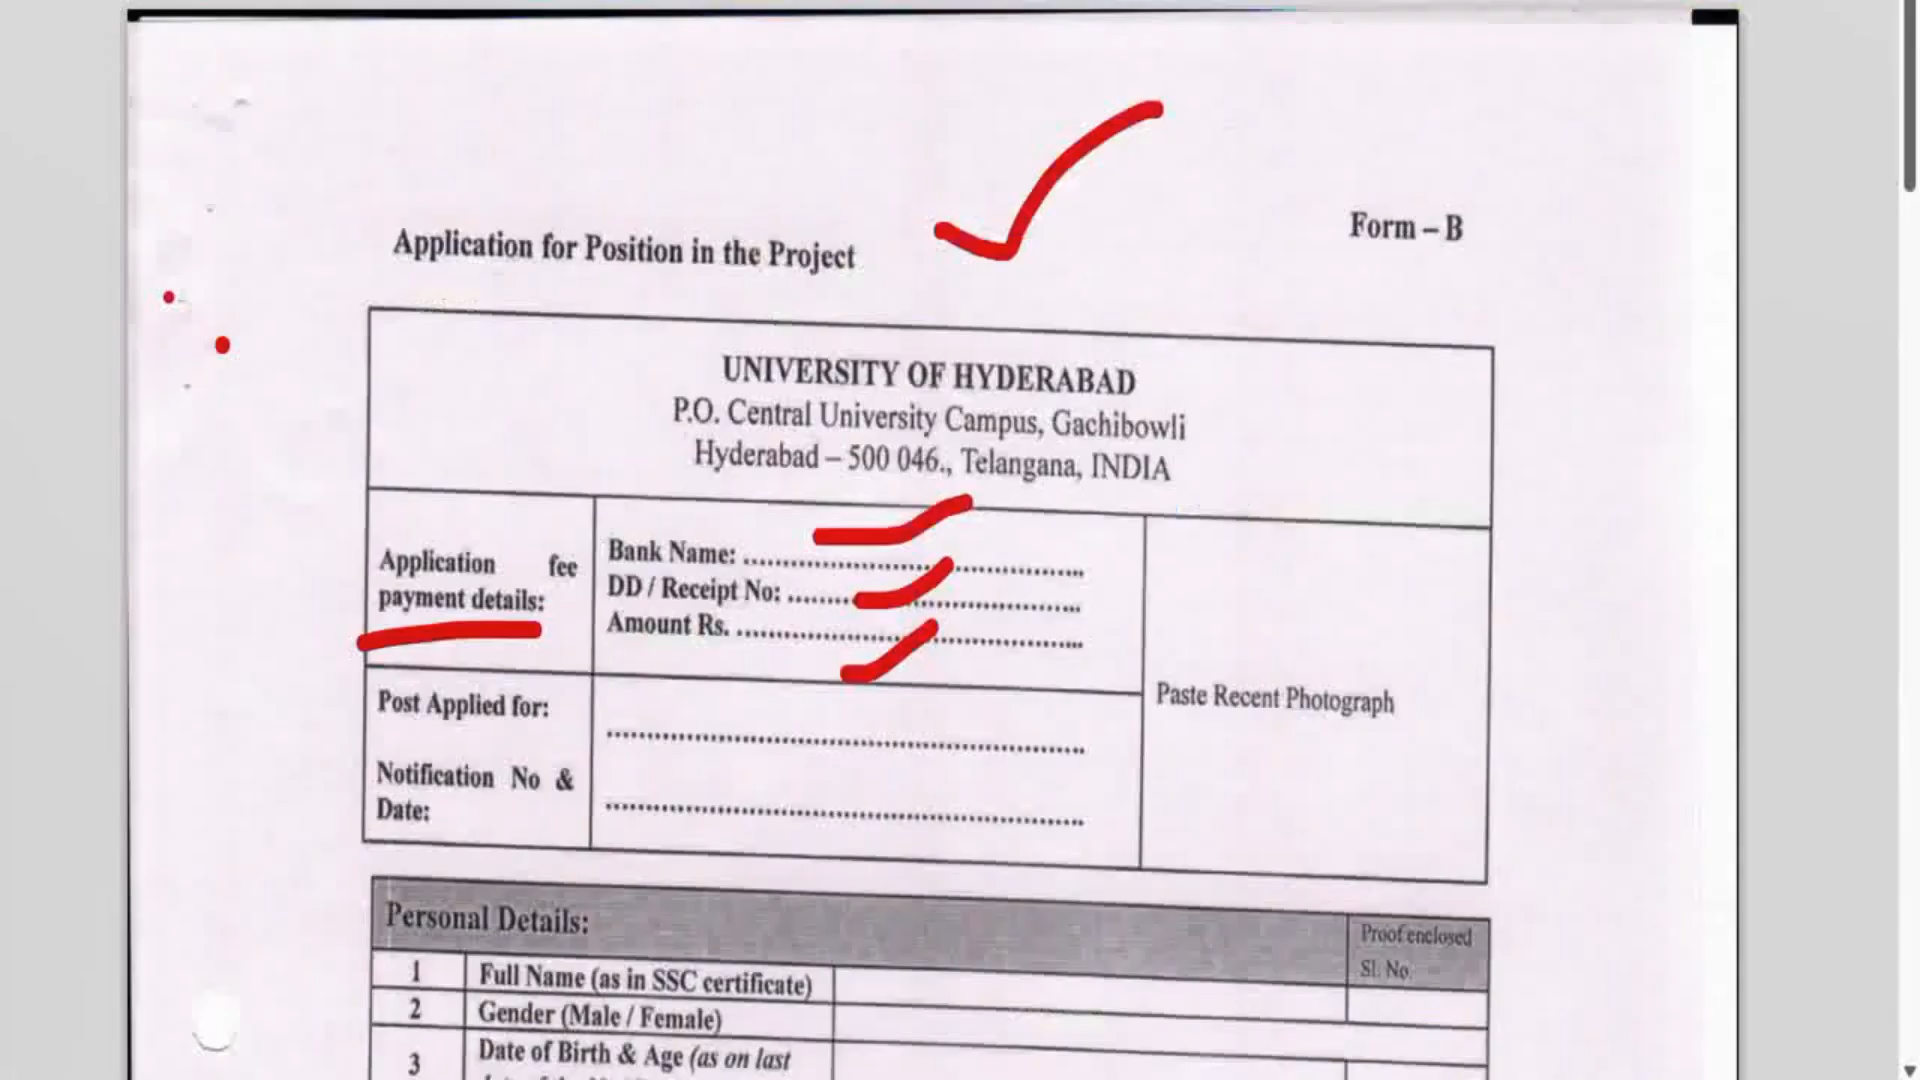 Form – B
Application for Position in the Project
UNIVERSITY OF HYDERABAD
P.O. Central University Campus, Gachibowli
Hyderabad – 500 046., Telangana, INDIA
Application fee
payment details:
Bank Name: ................................................
DD / Receipt No: .........................................
Amount Rs. ................................................
Post Applied for:
.....................................................................
Notification No &
Date:
.....................................................................
Paste Recent Photograph
Personal Details:
Proof enclosed
Sl. No.
1 Full Name (as in SSC certificate)
2 Gender (Male / Female)
3 Date of Birth & Age (as on last